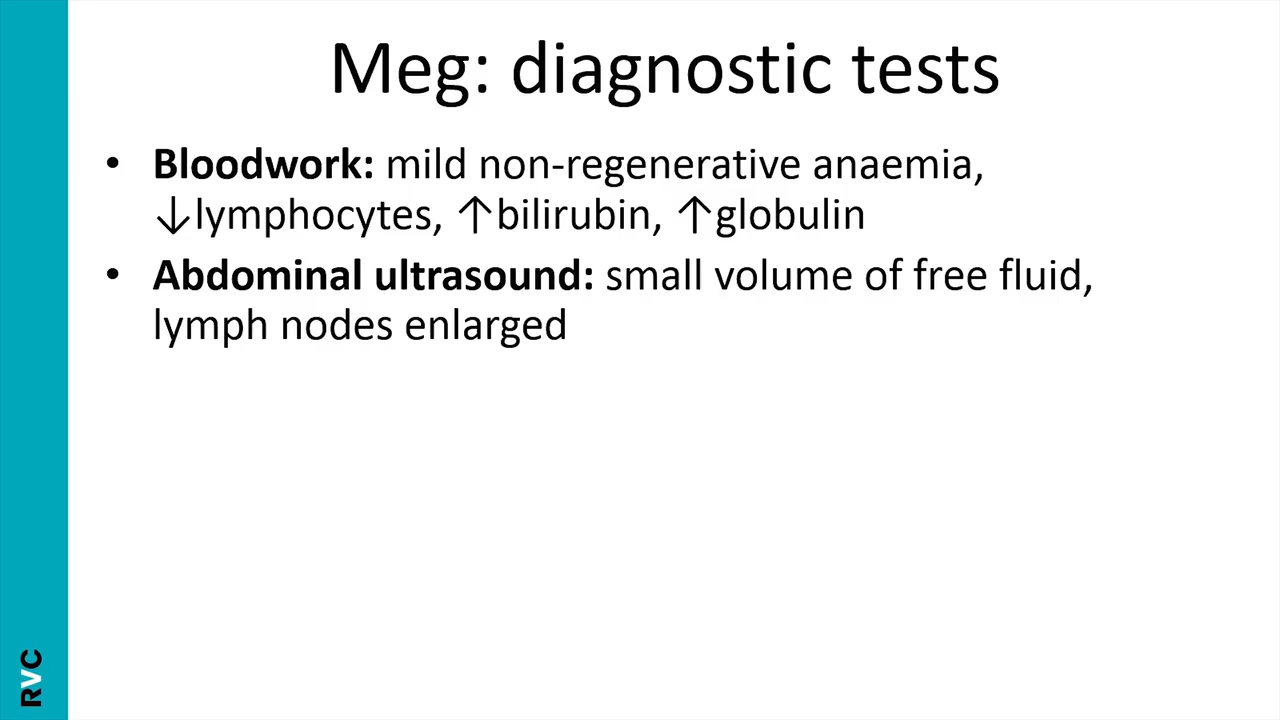 Meg: diagnostic tests
• Bloodwork: mild non-regenerative anaemia,
↓lymphocytes, ↑bilirubin, ↑globulin
• Abdominal ultrasound: small volume of free fluid,
lymph nodes enlarged
RVC